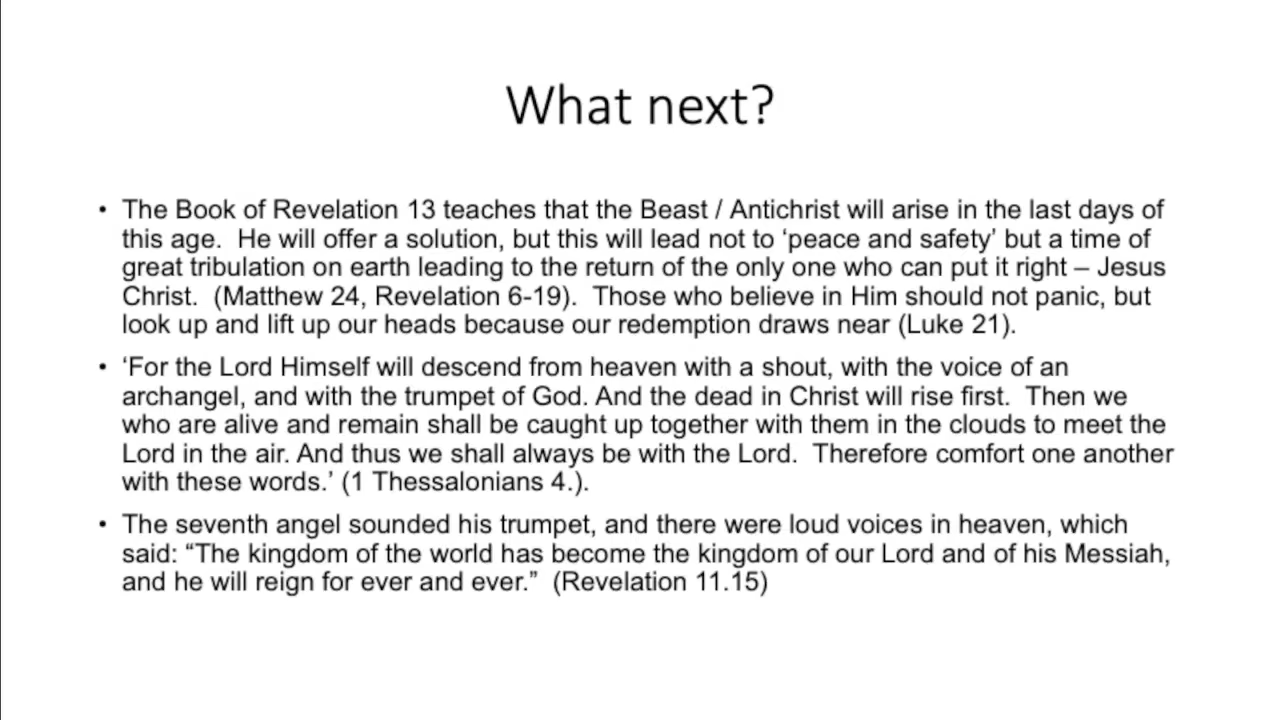 What next?
• The Book of Revelation 13 teaches that the Beast / Antichrist will arise in the last days of
this age.  He will offer a solution, but this will lead not to ‘peace and safety’ but a time of
great tribulation on earth leading to the return of the only one who can put it right – Jesus
Christ.  (Matthew 24, Revelation 6-19).  Those who believe in Him should not panic, but
look up and lift up our heads because our redemption draws near (Luke 21).
• ‘For the Lord Himself will descend from heaven with a shout, with the voice of an
archangel, and with the trumpet of God. And the dead in Christ will rise first.  Then we
who are alive and remain shall be caught up together with them in the clouds to meet the
Lord in the air. And thus we shall always be with the Lord.  Therefore comfort one another
with these words.’ (1 Thessalonians 4.).
• The seventh angel sounded his trumpet, and there were loud voices in heaven, which
said: “The kingdom of the world has become the kingdom of our Lord and of his Messiah,
and he will reign for ever and ever.”  (Revelation 11.15)